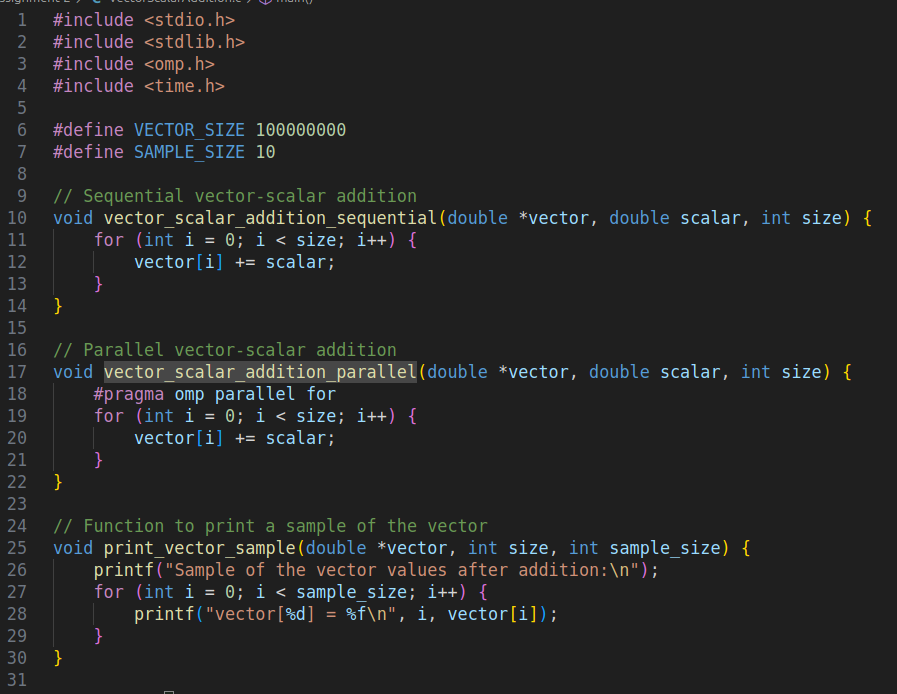 VectorScalarAddition.c > main()
1 #include <stdio.h>
2 #include <stdlib.h>
3 #include <omp.h>
4 #include <time.h>
5
6 #define VECTOR_SIZE 100000000
7 #define SAMPLE_SIZE 10
8
9 // Sequential vector-scalar addition
10 void vector_scalar_addition_sequential(double *vector, double scalar, int size) {
11     for (int i = 0; i < size; i++) {
12         vector[i] += scalar;
13     }
14 }
15
16 // Parallel vector-scalar addition
17 void vector_scalar_addition_parallel(double *vector, double scalar, int size) {
18     #pragma omp parallel for
19     for (int i = 0; i < size; i++) {
20         vector[i] += scalar;
21     }
22 }
23
24 // Function to print a sample of the vector
25 void print_vector_sample(double *vector, int size, int sample_size) {
26     printf("Sample of the vector values after addition:\n");
27     for (int i = 0; i < sample_size; i++) {
28         printf("vector[%d] = %f\n", i, vector[i]);
29     }
30 }
31